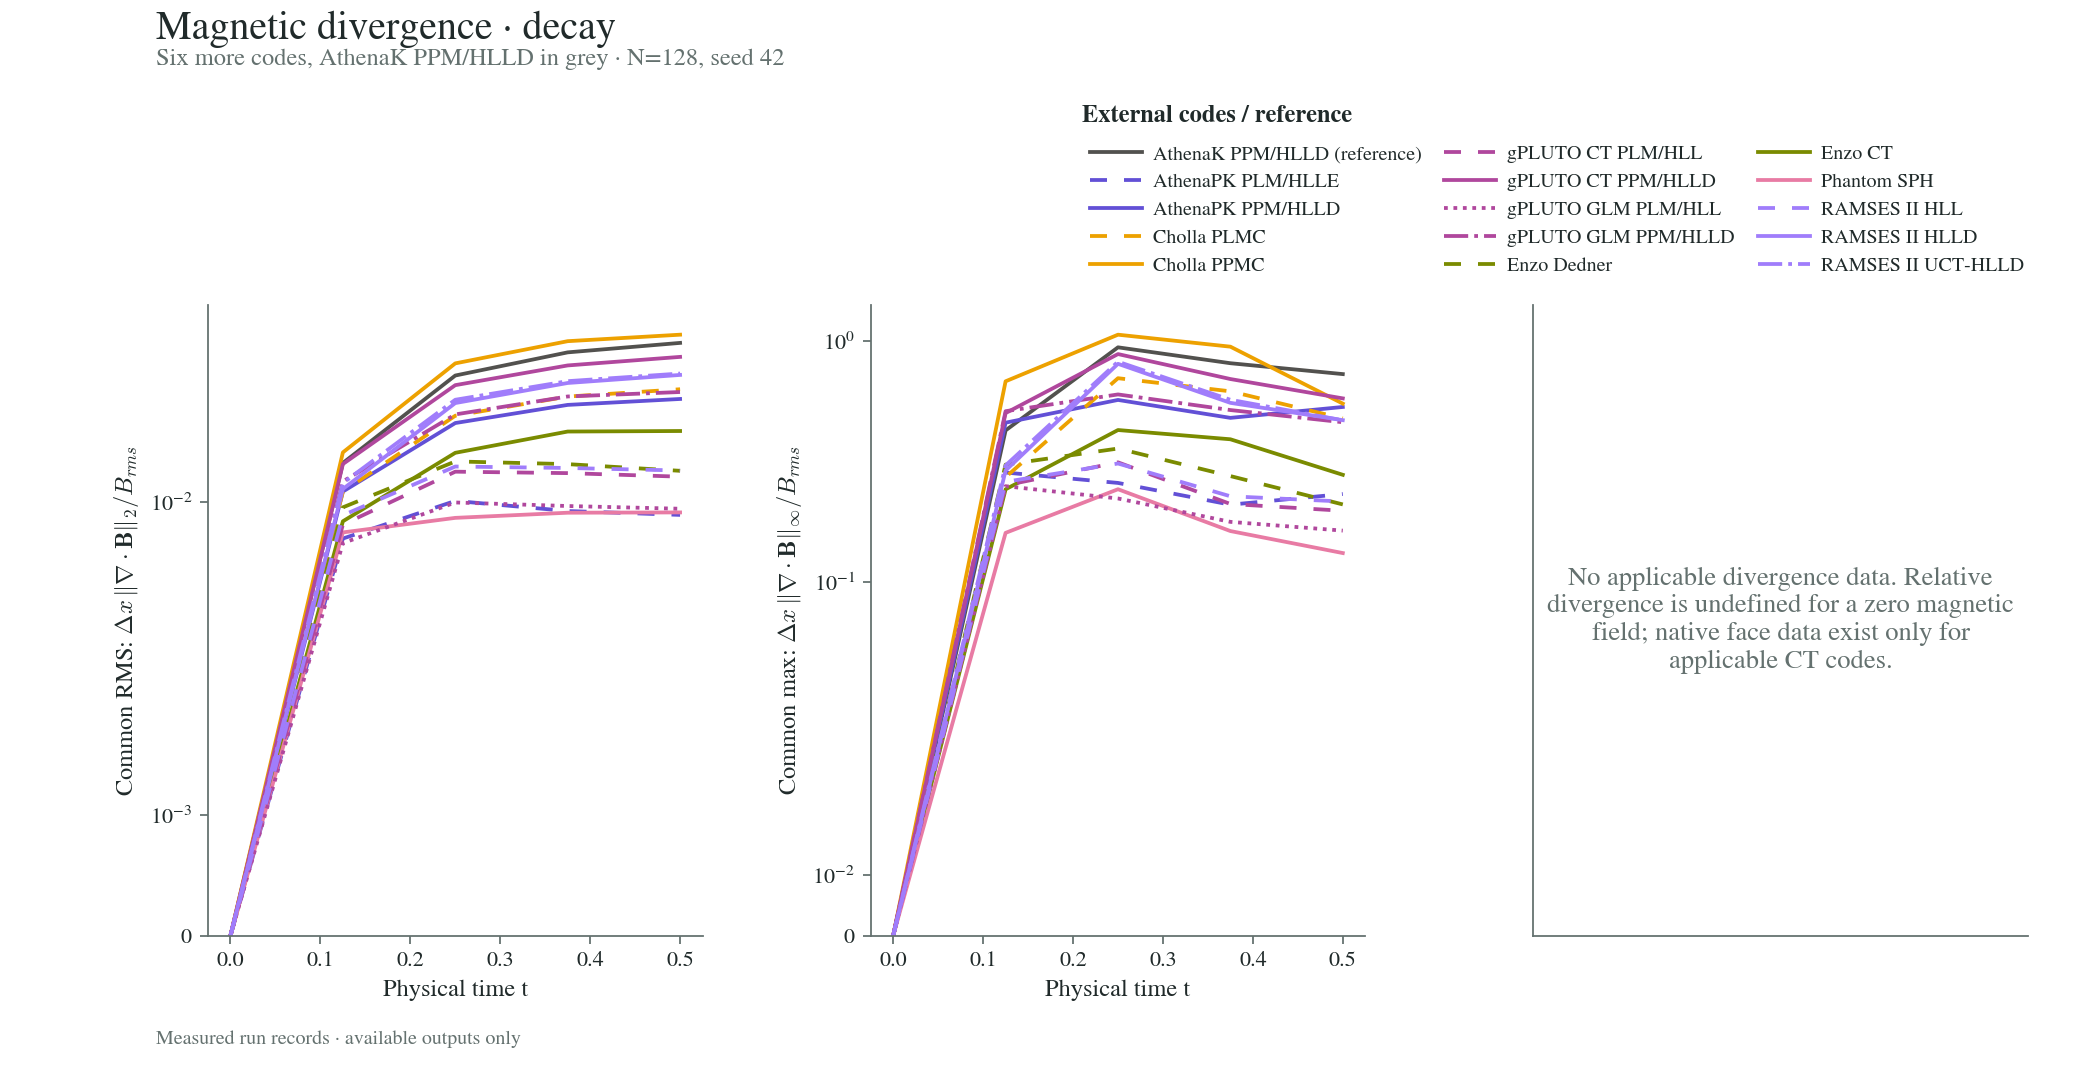 Magnetic divergence · decay
Six more codes, AthenaK PPM/HLLD in grey · N=128, seed 42
External codes / reference
AthenaK PPM/HLLD (reference)
AthenaPK PLM/HLLE
AthenaPK PPM/HLLD
Cholla PLMC
Cholla PPMC
gPLUTO CT PLM/HLL
gPLUTO CT PPM/HLLD
gPLUTO GLM PLM/HLL
gPLUTO GLM PPM/HLLD
Enzo Dedner
Enzo CT
Phantom SPH
RAMSES II HLL
RAMSES II HLLD
RAMSES II UCT-HLLD
Common RMS: Δx ‖∇ · B‖₂/B_rms
10⁻²
10⁻³
0
0.0 0.1 0.2 0.3 0.4 0.5
Physical time t
Common max: Δx ‖∇ · B‖∞/B_rms
10⁰
10⁻¹
10⁻²
0
0.0 0.1 0.2 0.3 0.4 0.5
Physical time t
No applicable divergence data. Relative
divergence is undefined for a zero magnetic
field; native face data exist only for
applicable CT codes.
Measured run records · available outputs only